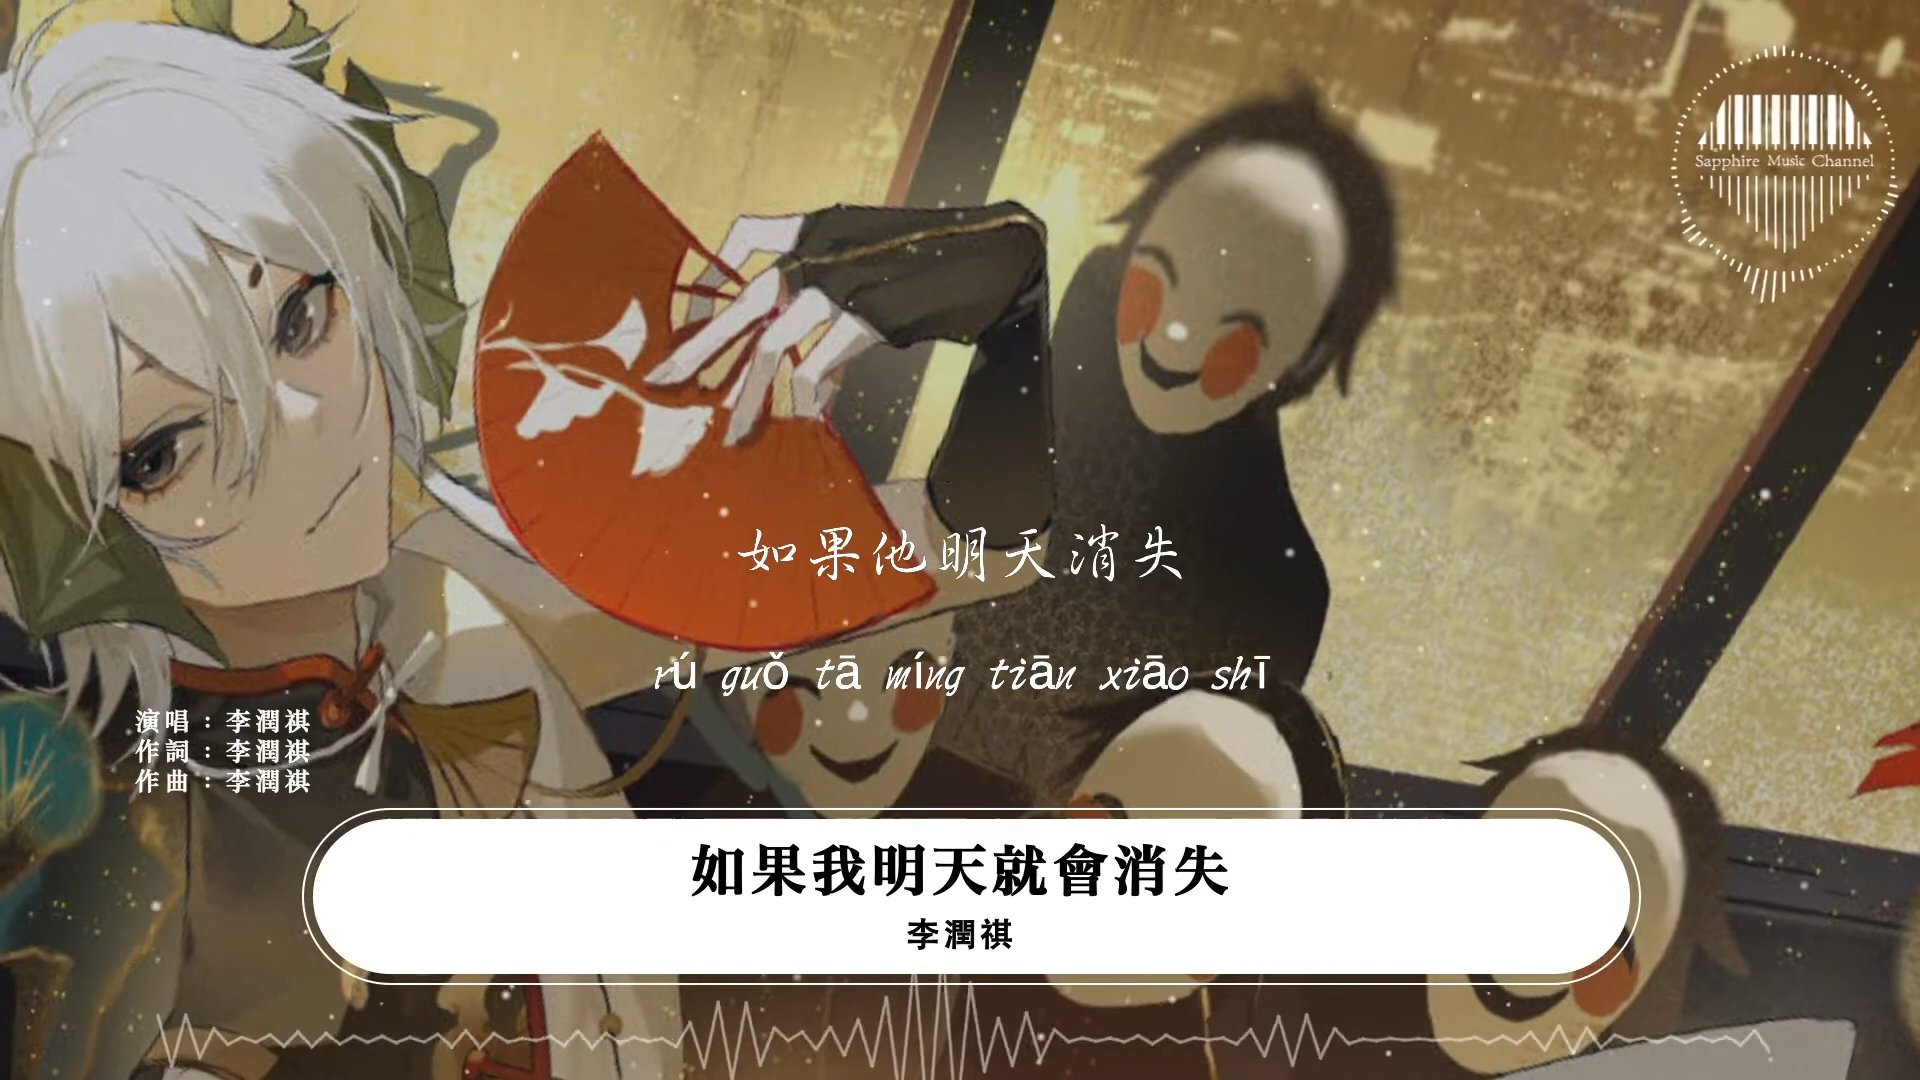 Sapphire Music Channel
如果他明天消失
rú guǒ tā míng tiān xiāo shī
演唱：李潤祺
作詞：李潤祺
作曲：李潤祺
如果我明天就會消失
李潤祺